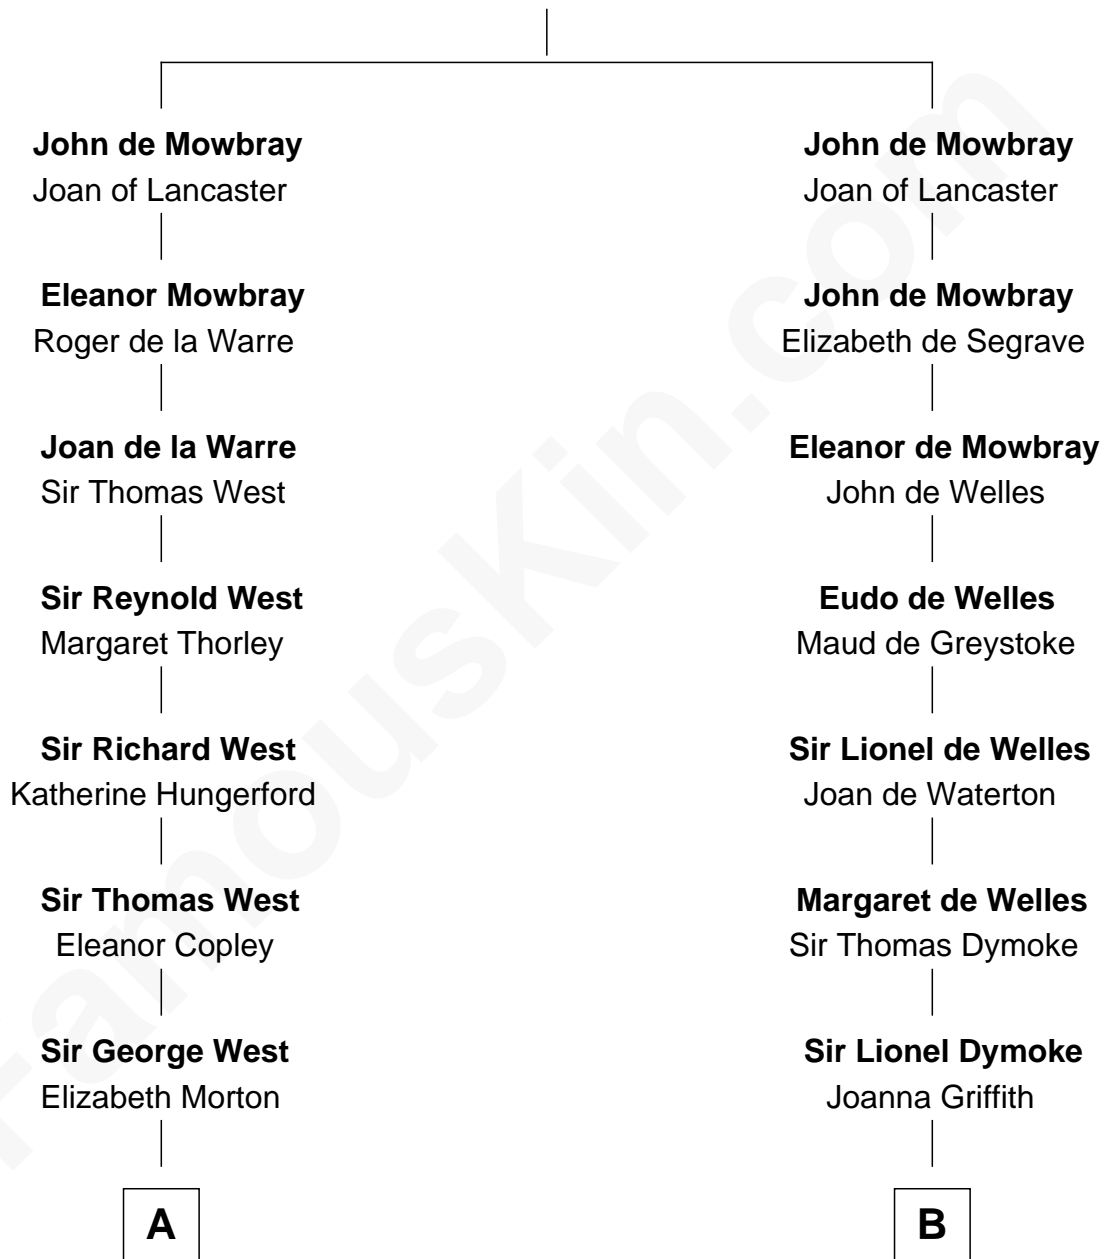 John de Mowbray
Joan of Lancaster
Eleanor Mowbray
Roger de la Warre
Joan de la Warre
Sir Thomas West
Sir Reynold West
Margaret Thorley
Sir Richard West
Katherine Hungerford
Sir Thomas West
Eleanor Copley
Sir George West
Elizabeth Morton
A
John de Mowbray
Joan of Lancaster
John de Mowbray
Elizabeth de Segrave
Eleanor de Mowbray
John de Welles
Eudo de Welles
Maud de Greystoke
Sir Lionel de Welles
Joan de Waterton
Margaret de Welles
Sir Thomas Dymoke
Sir Lionel Dymoke
Joanna Griffith
B
FamousKin.com